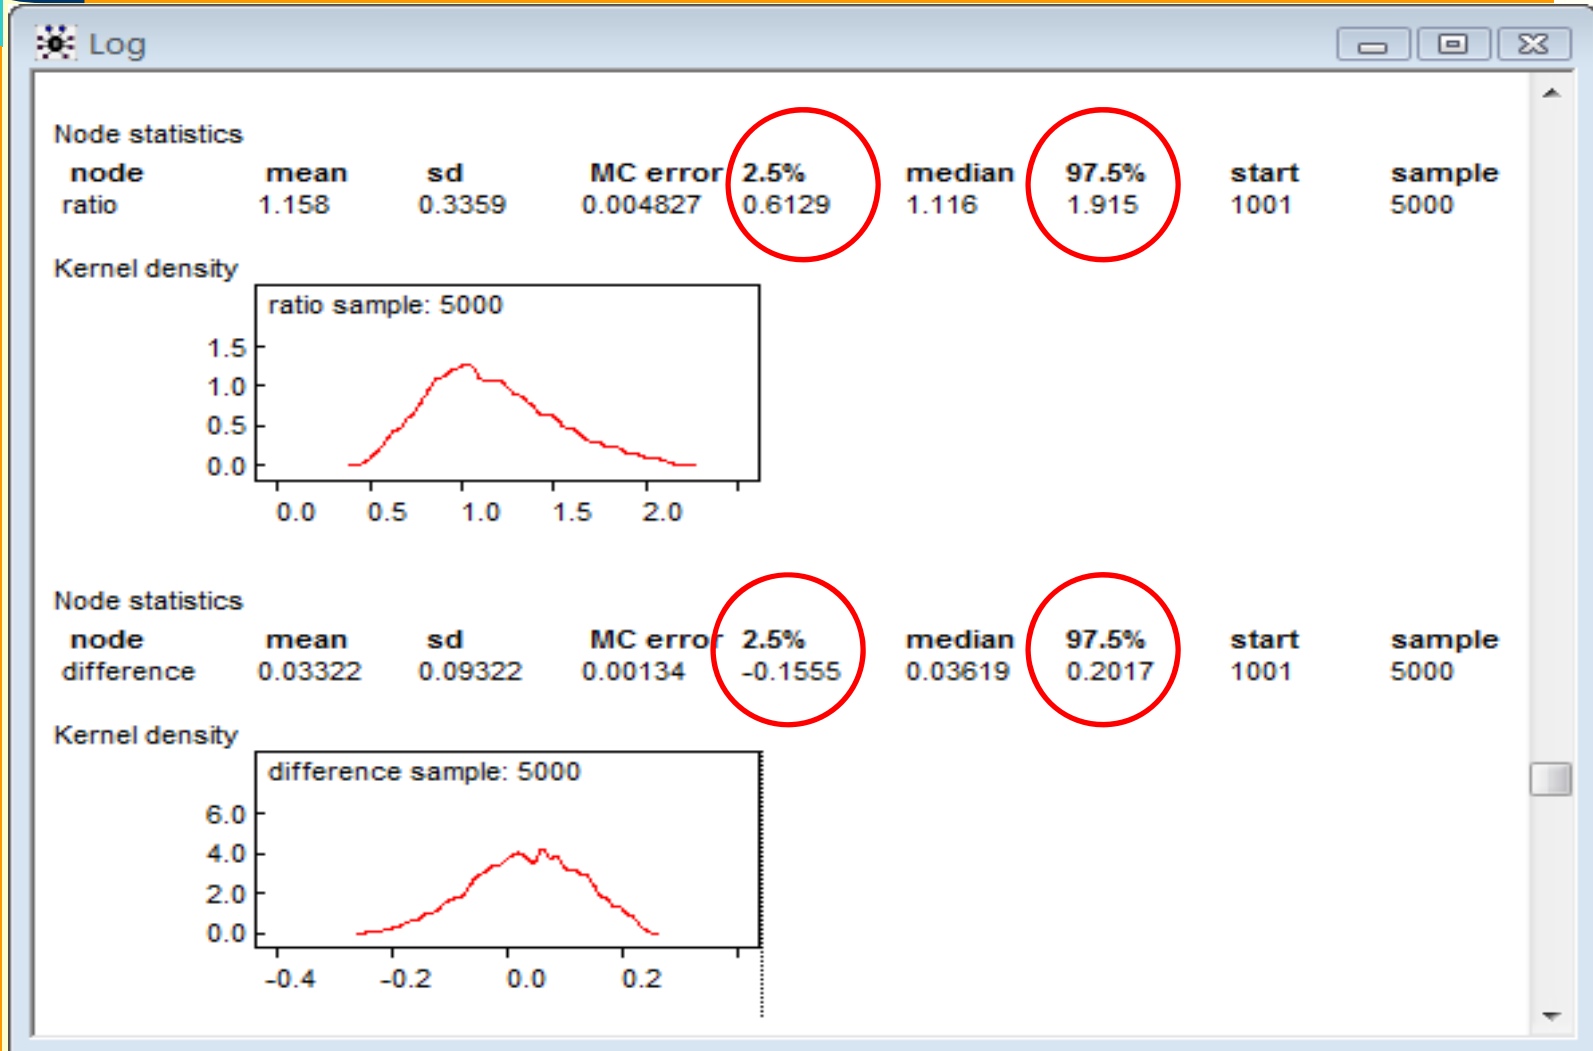 Log
Node statistics
node mean sd MC error 2.5% median 97.5% start sample
ratio 1.158 0.3359 0.004827 0.6129 1.116 1.915 1001 5000
Kernel density
ratio sample: 5000
1.5
1.0
0.5
0.0
0.0 0.5 1.0 1.5 2.0
Node statistics
node mean sd MC error 2.5% median 97.5% start sample
difference 0.03322 0.09322 0.00134 -0.1555 0.03619 0.2017 1001 5000
Kernel density
difference sample: 5000
6.0
4.0
2.0
0.0
-0.4 -0.2 0.0 0.2